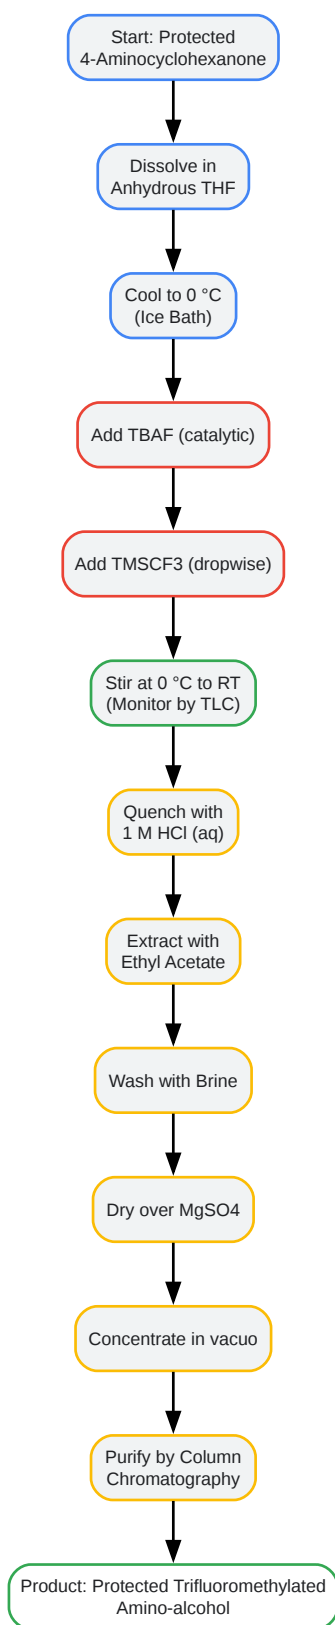 Start: Protected
4-Aminocyclohexanone
Dissolve in
Anhydrous THF
Cool to 0 °C
(Ice Bath)
Add TBAF (catalytic)
Add TMSCF3 (dropwise)
Stir at 0 °C to RT
(Monitor by TLC)
Quench with
1 M HCl (aq)
Extract with
Ethyl Acetate
Wash with Brine
Dry over MgSO4
Concentrate in vacuo
Purify by Column
Chromatography
Product: Protected Trifluoromethylated
Amino-alcohol